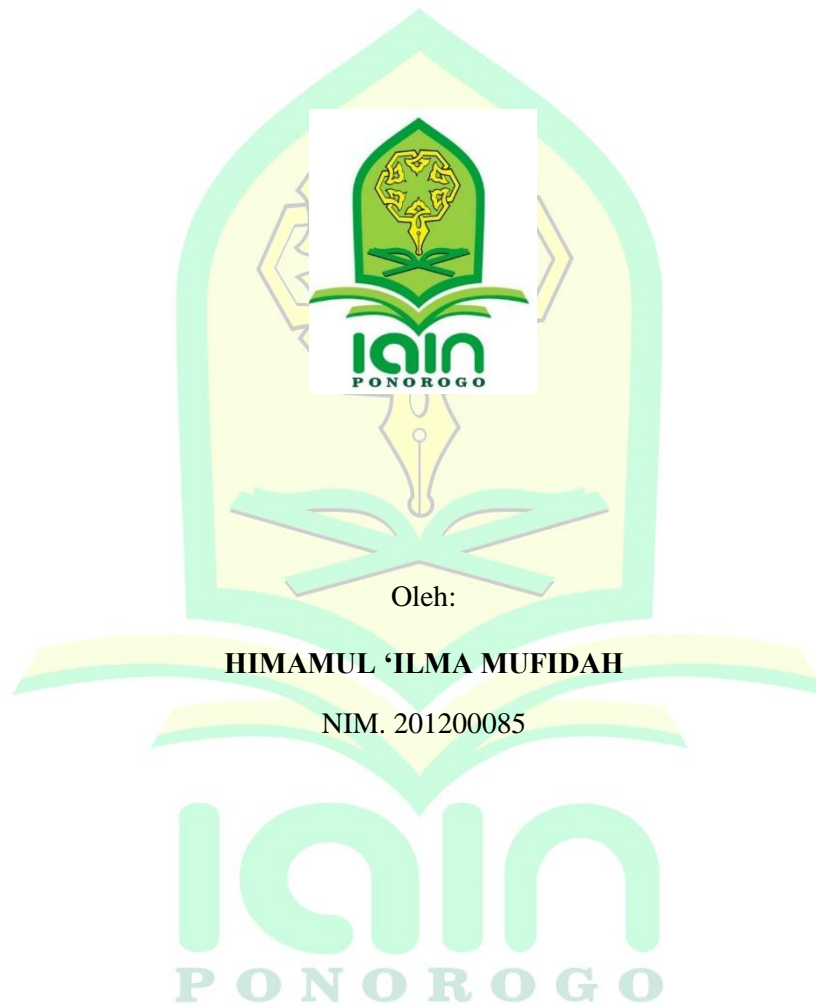 IAIN
PONOROGO
Oleh:
HIMAMUL ‘ILMA MUFIDAH
NIM. 201200085
IAIN
PONOROGO